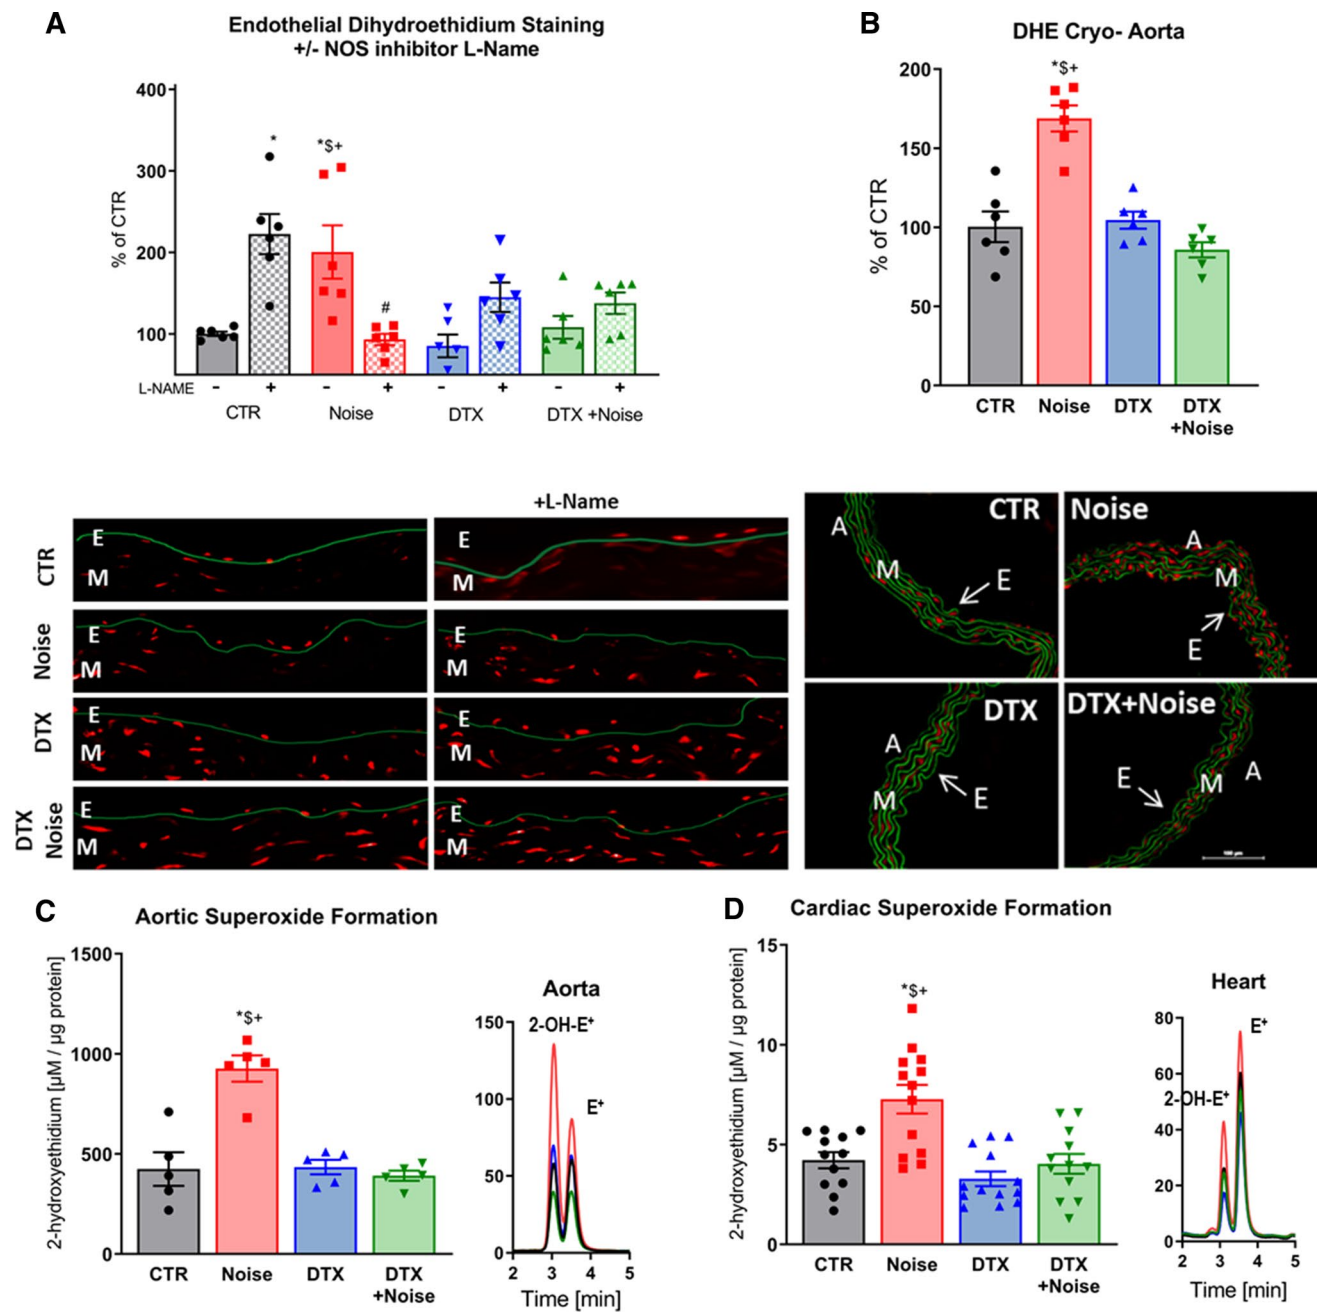 A
Endothelial Dihydroethidium Staining
+/- NOS inhibitor L-Name
% of CTR
400
300
200
100
*
*$+
#
L-NAME - + - + - + - +
CTR Noise DTX DTX +Noise
B
DHE Cryo- Aorta
% of CTR
200
150
100
50
0
*$+
CTR Noise DTX DTX
+Noise
+L-Name
CTR
E
M
E
M
Noise
E
M
E
M
DTX
E
M
E
M
DTX
Noise
E
M
E
M
CTR
A
M
E
Noise
A
M
E
DTX
A
M
E
DTX+Noise
E
M
A
100 μm
C
Aortic Superoxide Formation
2-hydroxyethidium [μM / μg protein]
1500
1000
500
0
*$+
CTR Noise DTX DTX
+Noise
Aorta
2-OH-E⁺
E⁺
150
100
50
0
2 3 4 5
Time [min]
D
Cardiac Superoxide Formation
2-hydroxyethidium [μM / μg protein]
15
10
5
0
*$+
CTR Noise DTX DTX
+Noise
Heart
E⁺
2-OH-E⁺
80
60
40
20
0
2 3 4 5
Time [min]